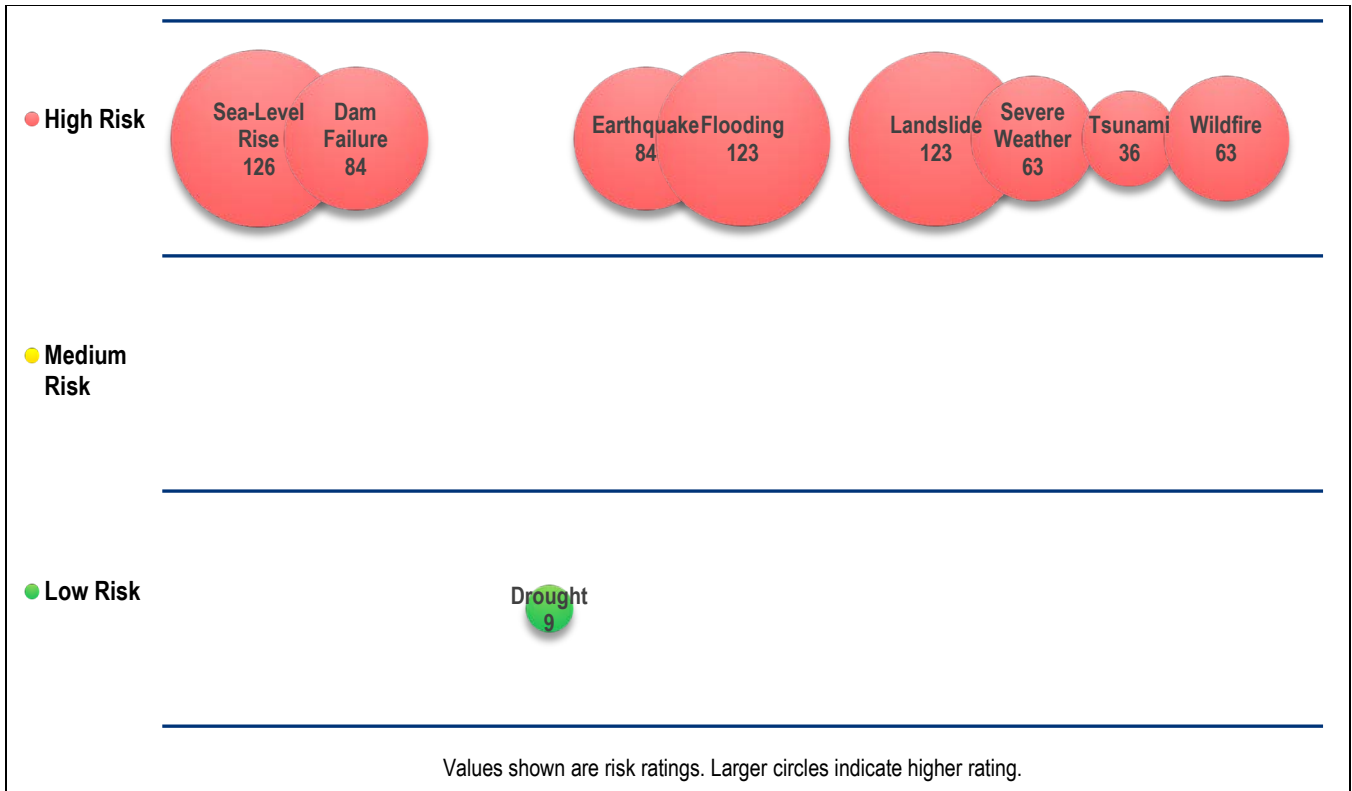 High Risk
Sea-Level
Rise
126
Dam
Failure
84
Earthquake
84
Flooding
123
Landslide
123
Severe
Weather
63
Tsunami
36
Wildfire
63
Medium
Risk
Low Risk
Drought
9
Values shown are risk ratings. Larger circles indicate higher rating.